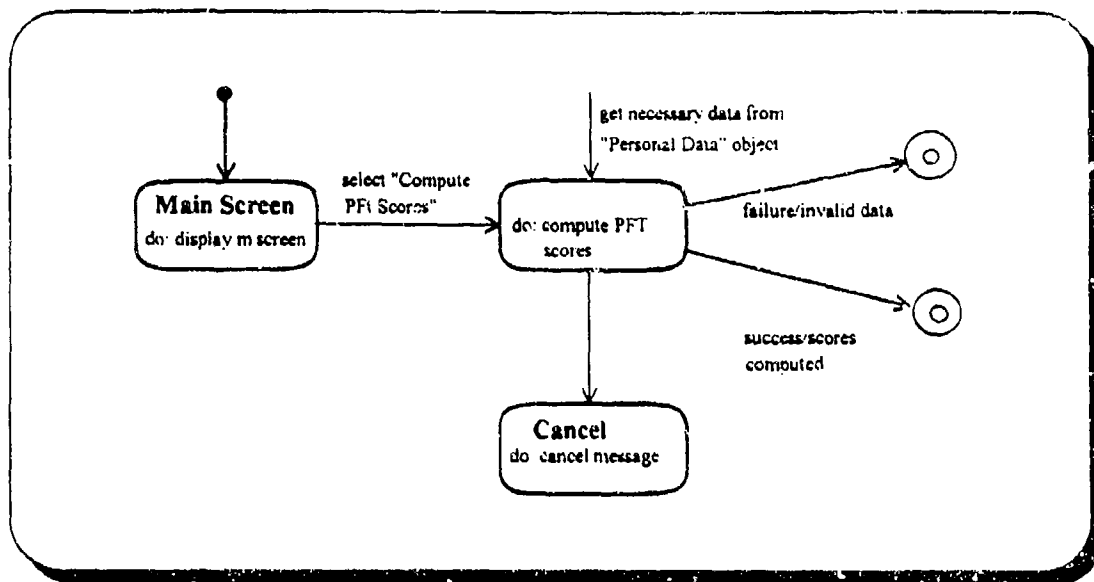 get necessary data from
"Personal Data" object
select "Compute
PFt Scores"
Main Screen
do: display m screen
do: compute PFT
scores
failure/invalid data
success/scores
computed
Cancel
do: cancel message